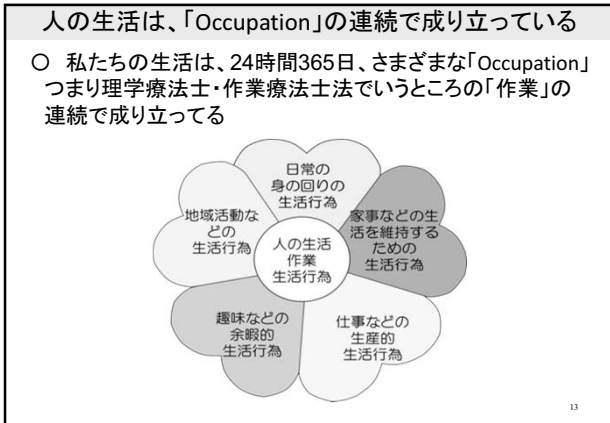 人の生活は、「Occupation」の連続で成り立っている
○ 私たちの生活は、24時間365日、さまざまな「Occupation」
つまり理学療法士・作業療法士法でいうところの「作業」の
連続で成り立ってる
日常の
身の回りの
生活行為
家事などの生
活を維持する
ための
生活行為
仕事などの
生産的
生活行為
趣味などの
余暇的
生活行為
地域活動な
どの
生活行為
人の生活
作業
生活行為
13